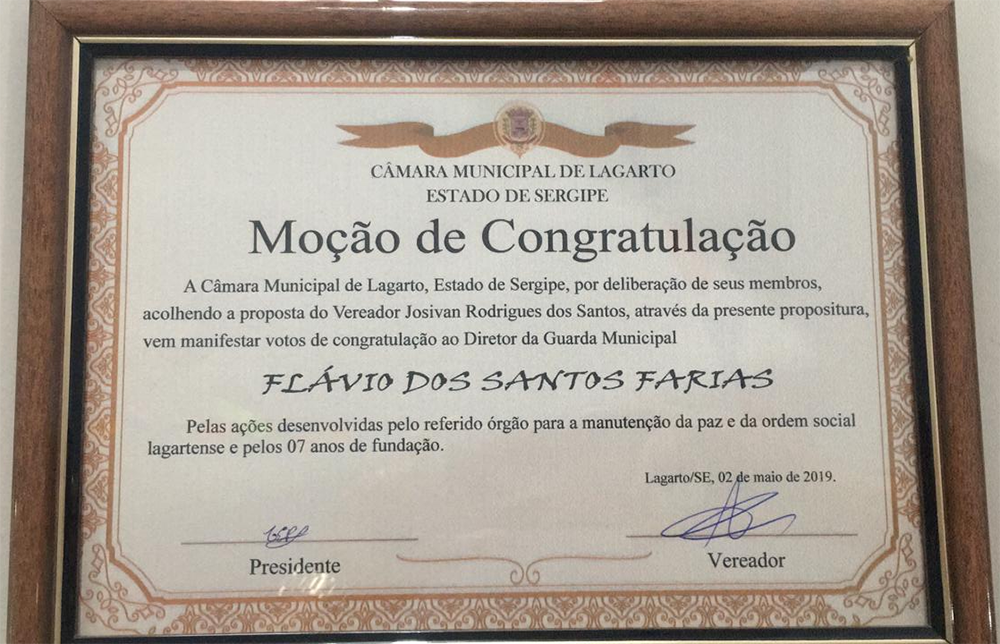 CÂMARA MUNICIPAL DE LAGARTO
ESTADO DE SERGIPE
Moção de Congratulação
A Câmara Municipal de Lagarto, Estado de Sergipe, por deliberação de seus membros,
acolhendo a proposta do Vereador Josivan Rodrigues dos Santos, através da presente propositura,
vem manifestar votos de congratulação ao Diretor da Guarda Municipal
FLÁVIO DOS SANTOS FARIAS
Pelas ações desenvolvidas pelo referido órgão para a manutenção da paz e da ordem social
lagartense e pelos 07 anos de fundação.
Lagarto/SE, 02 de maio de 2019.
Presidente
Vereador